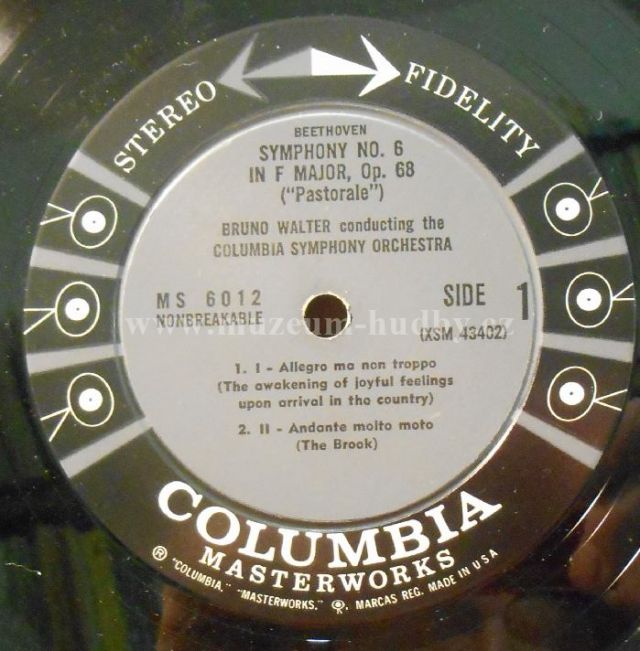 STEREO FIDELITY
BEETHOVEN
SYMPHONY NO. 6
IN F MAJOR, Op. 68
("Pastorale")
BRUNO WALTER conducting the
COLUMBIA SYMPHONY ORCHESTRA
MS 6012
NONBREAKABLE
SIDE 1
(XSM 43402)
www.muzeum-hudby.cz
1. I - Allegro ma non troppo
(The awakening of joyful feelings
upon arrival in the country)
2. II - Andante molto moto
(The Brook)
COLUMBIA
MASTERWORKS
® "COLUMBIA," "MASTERWORKS," ®. MARCAS REG. MADE IN U S A